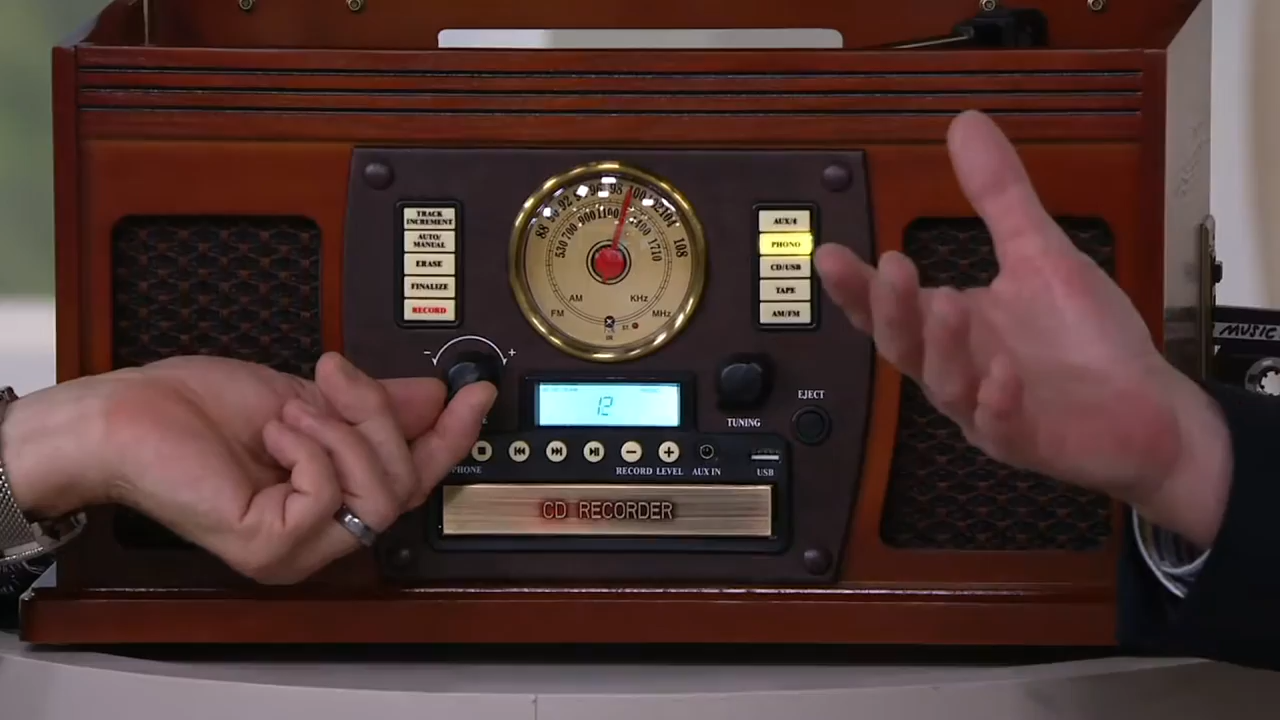 TRACK
INCREMENT
AUTO/
MANUAL
ERASE
FINALIZE
RECORD
88 92 96 98 100 104 108
530 700 900 1100 1710
AM KHz
FM MHz
ST
AUX/4
PHONO
CD/USB
TAPE
AM/FM
- +
12
TUNING
EJECT
PHONE
RECORD LEVEL
AUX IN
USB
CD RECORDER
MUSIC